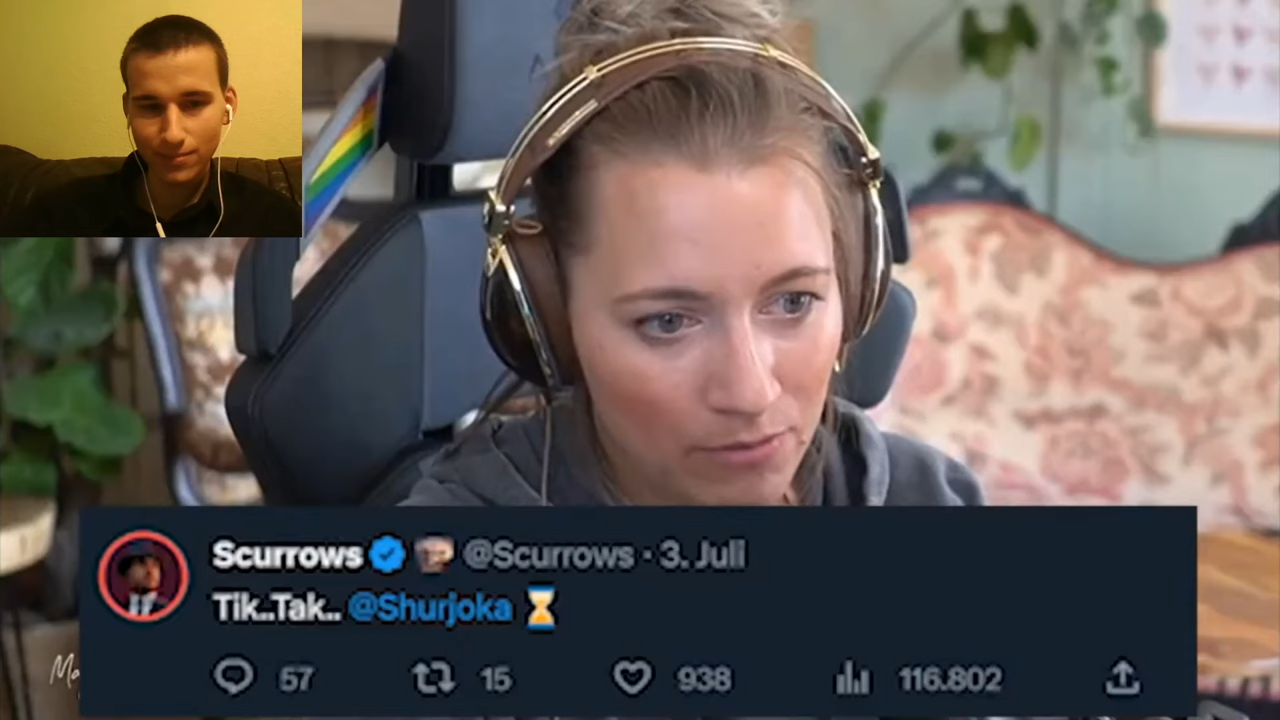 Scurrows @Scurrows · 3. Juli
Tik..Tak.. @Shurjoka ⌛
57 15 938 116.802